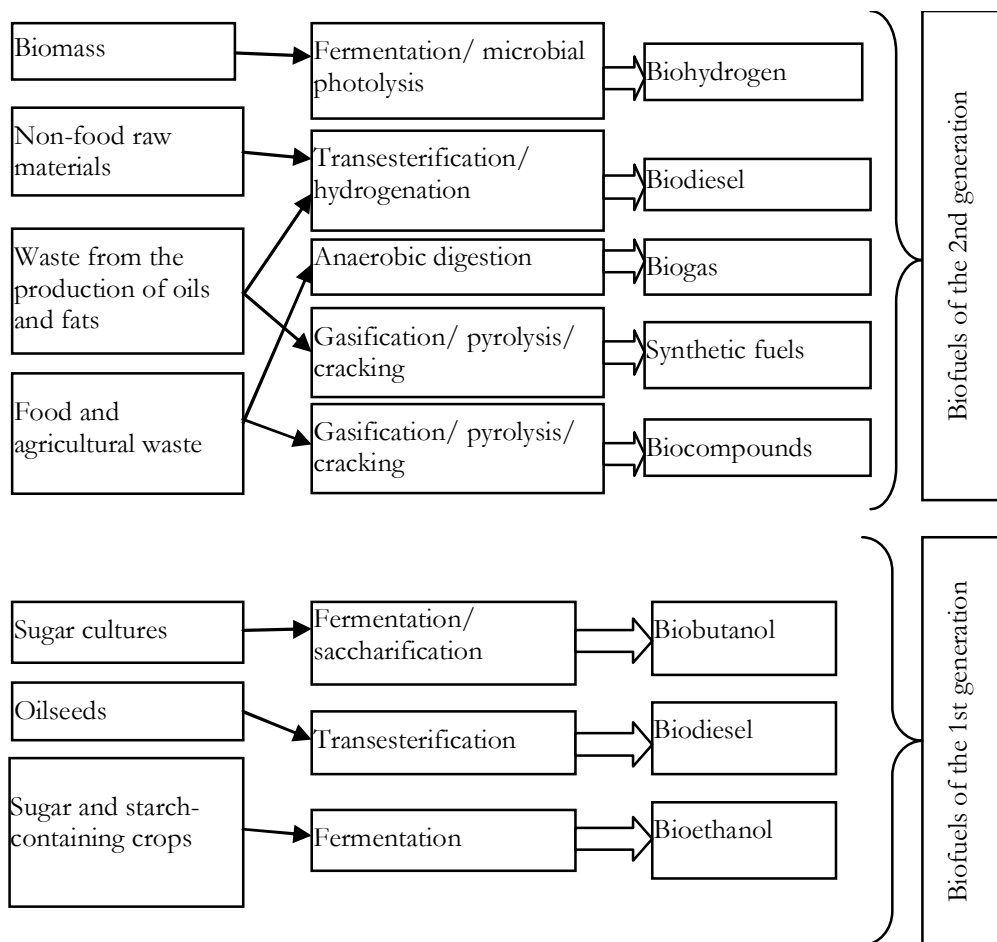 Biomass
Fermentation/ microbial
photolysis
Biohydrogen
Non-food raw
materials
Transesterification/
hydrogenation
Biodiesel
Waste from the
production of oils
and fats
Anaerobic digestion
Biogas
Gasification/ pyrolysis/
cracking
Synthetic fuels
Food and
agricultural waste
Gasification/ pyrolysis/
cracking
Biocompounds
Biofuels of the 2nd generation
Sugar cultures
Fermentation/
saccharification
Biobutanol
Oilseeds
Transesterification
Biodiesel
Sugar and starch-
containing crops
Fermentation
Bioethanol
Biofuels of the 1st generation